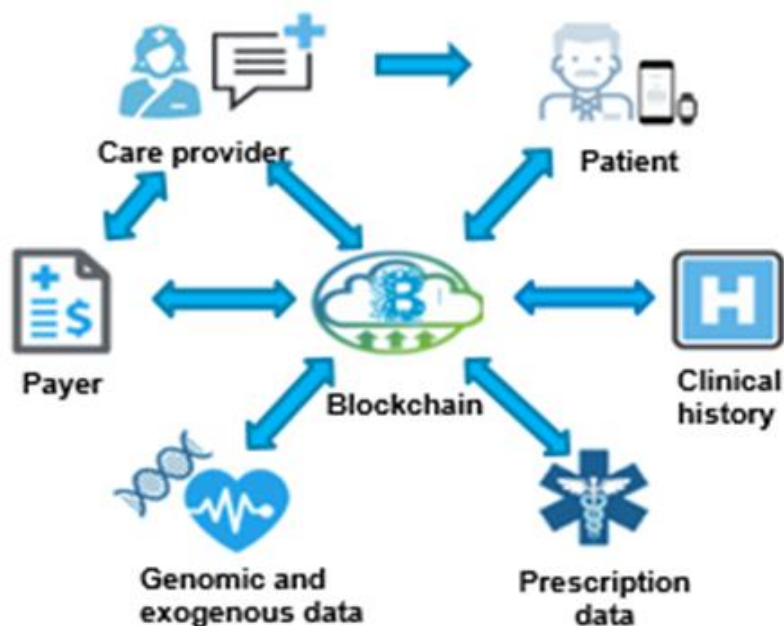 Care provider
Patient
Payer
Blockchain
Clinical
history
Genomic and
exogenous data
Prescription
data